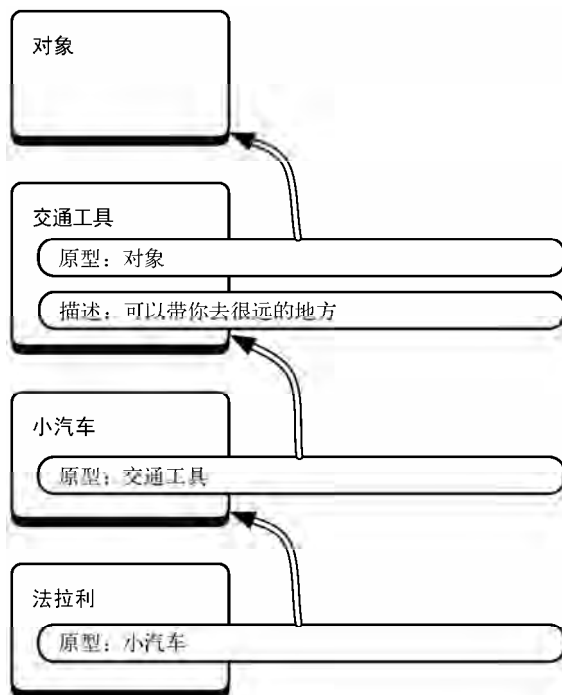 对象
交通工具
原型：对象
描述：可以带你去很远的地方
小汽车
原型：交通工具
法拉利
原型：小汽车